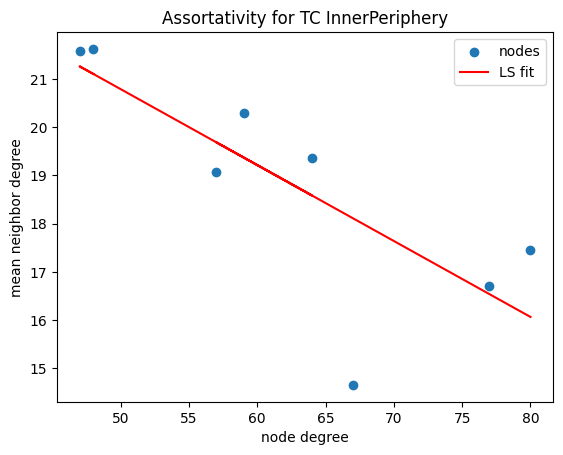 Assortativity for TC InnerPeriphery
nodes
LS fit
mean neighbor degree
21
20
19
18
17
16
15
50
55
60
65
70
75
80
node degree